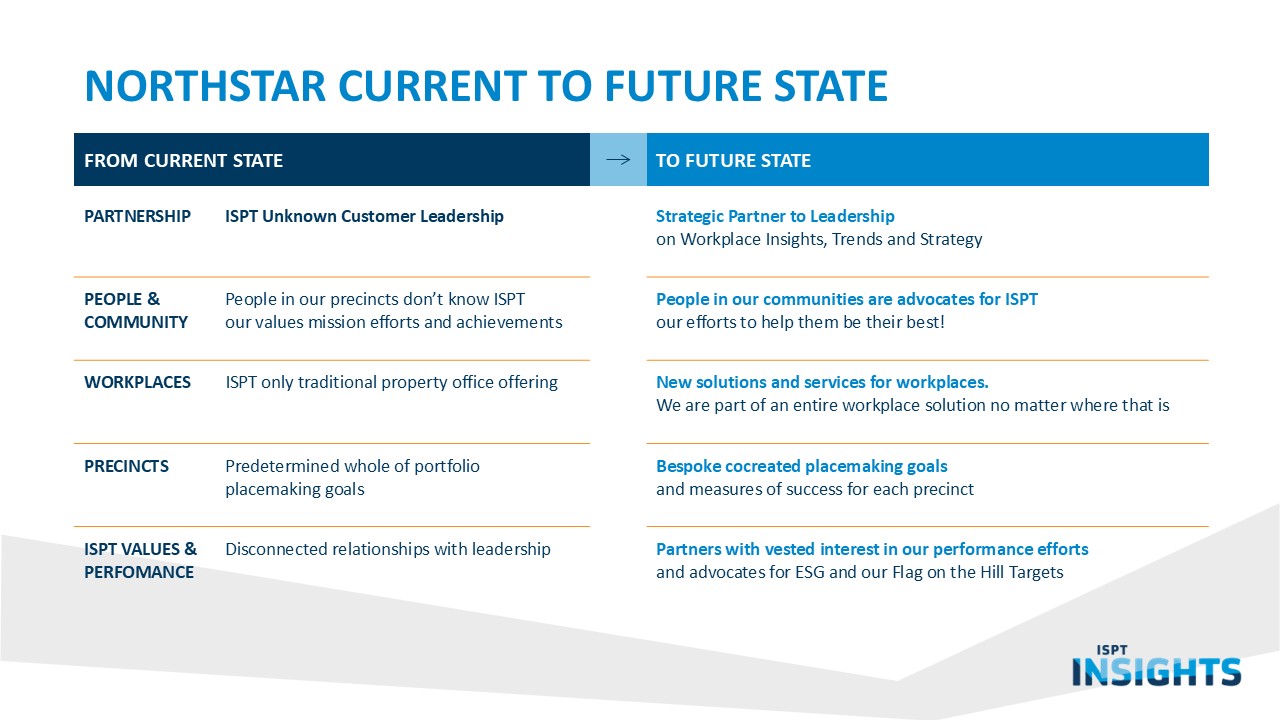 NORTHSTAR CURRENT TO FUTURE STATE
FROM CURRENT STATE → TO FUTURE STATE
PARTNERSHIP ISPT Unknown Customer Leadership Strategic Partner to Leadership
on Workplace Insights, Trends and Strategy
PEOPLE & People in our precincts don’t know ISPT People in our communities are advocates for ISPT
COMMUNITY our values mission efforts and achievements our efforts to help them be their best!
WORKPLACES ISPT only traditional property office offering New solutions and services for workplaces.
We are part of an entire workplace solution no matter where that is
PRECINCTS Predetermined whole of portfolio Bespoke cocreated placemaking goals
placemaking goals and measures of success for each precinct
ISPT VALUES & Disconnected relationships with leadership Partners with vested interest in our performance efforts
PERFOMANCE and advocates for ESG and our Flag on the Hill Targets
ISPT
INSIGHTS